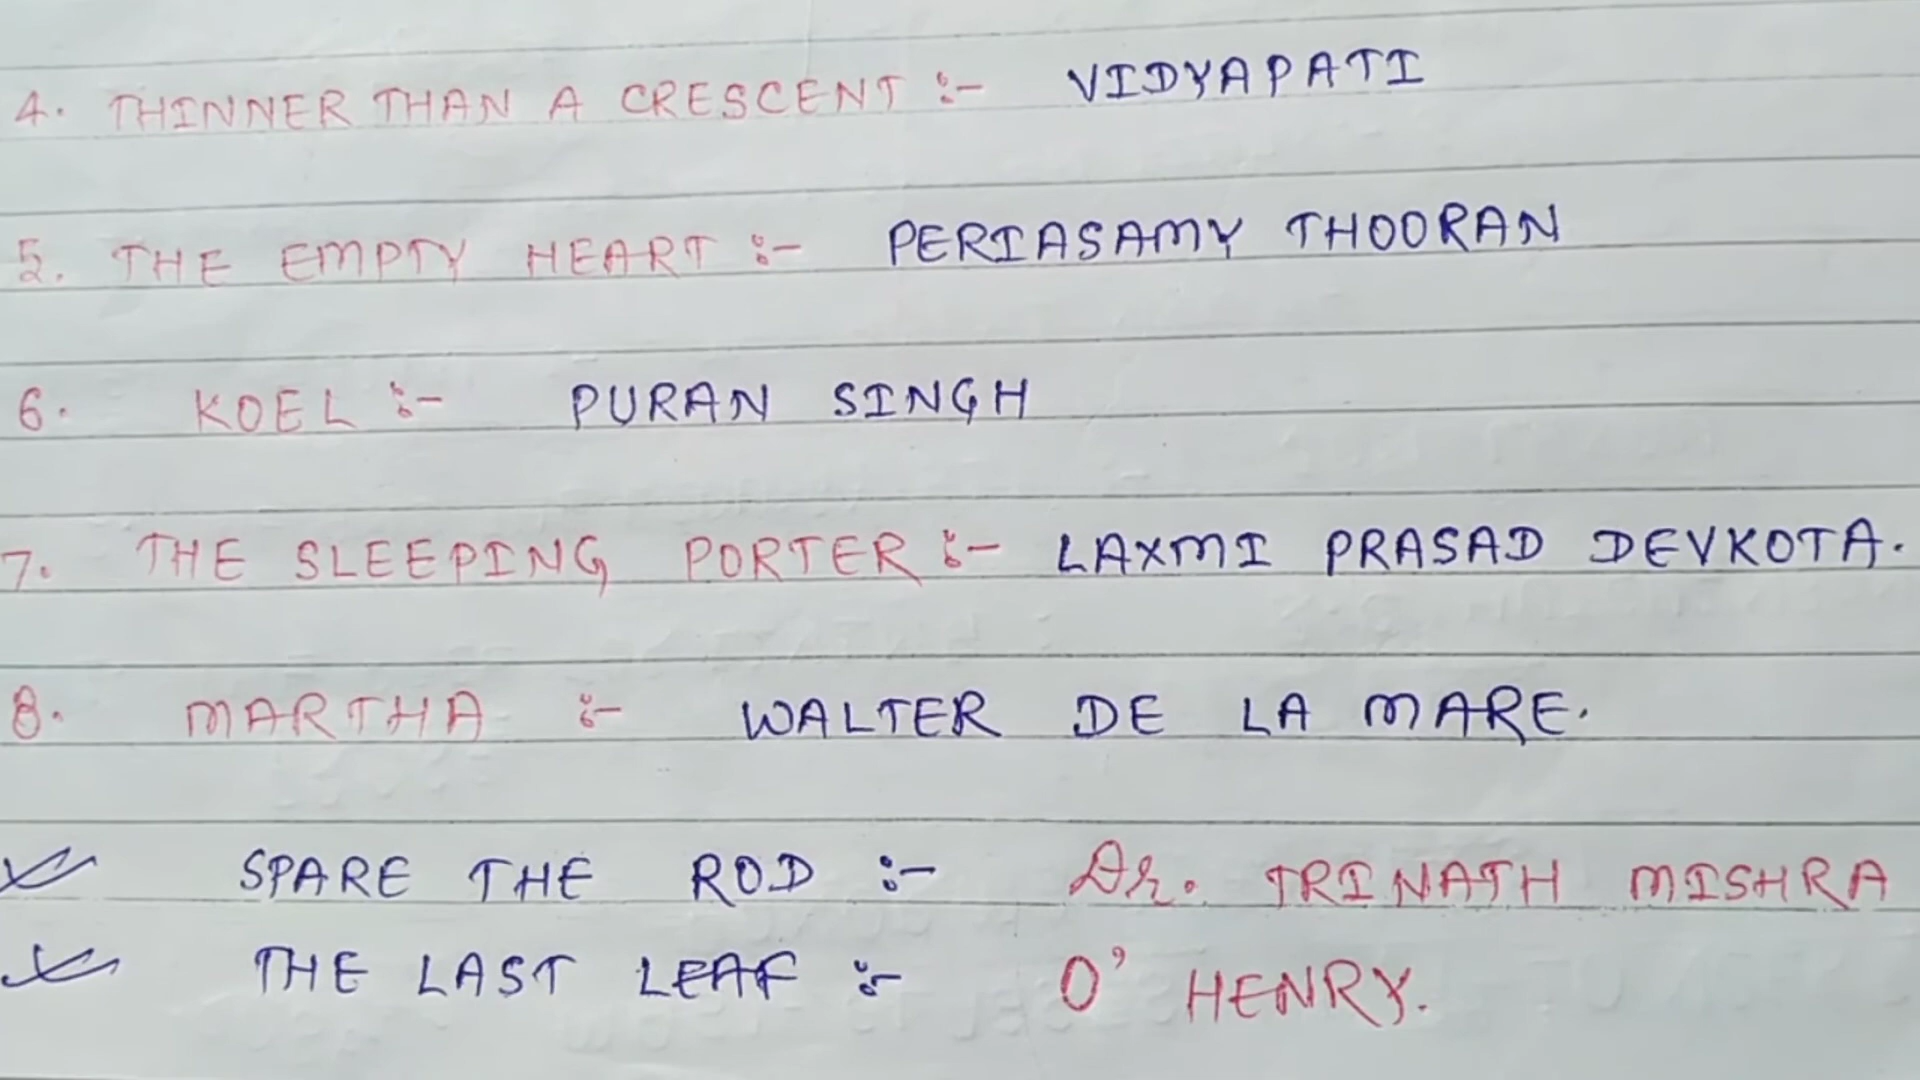 4. THINNER THAN A CRESCENT :- VIDYAPATI
5. THE EMPTY HEART :- PERIASAMY THOORAN
6. KOEL :- PURAN SINGH
7. THE SLEEPING PORTER :- LAXMI PRASAD DEVKOTA.
8. MARTHA :- WALTER DE LA MARE.
SPARE THE ROD :- Dr. TRINATH MISHRA
THE LAST LEAF :- O' HENRY.